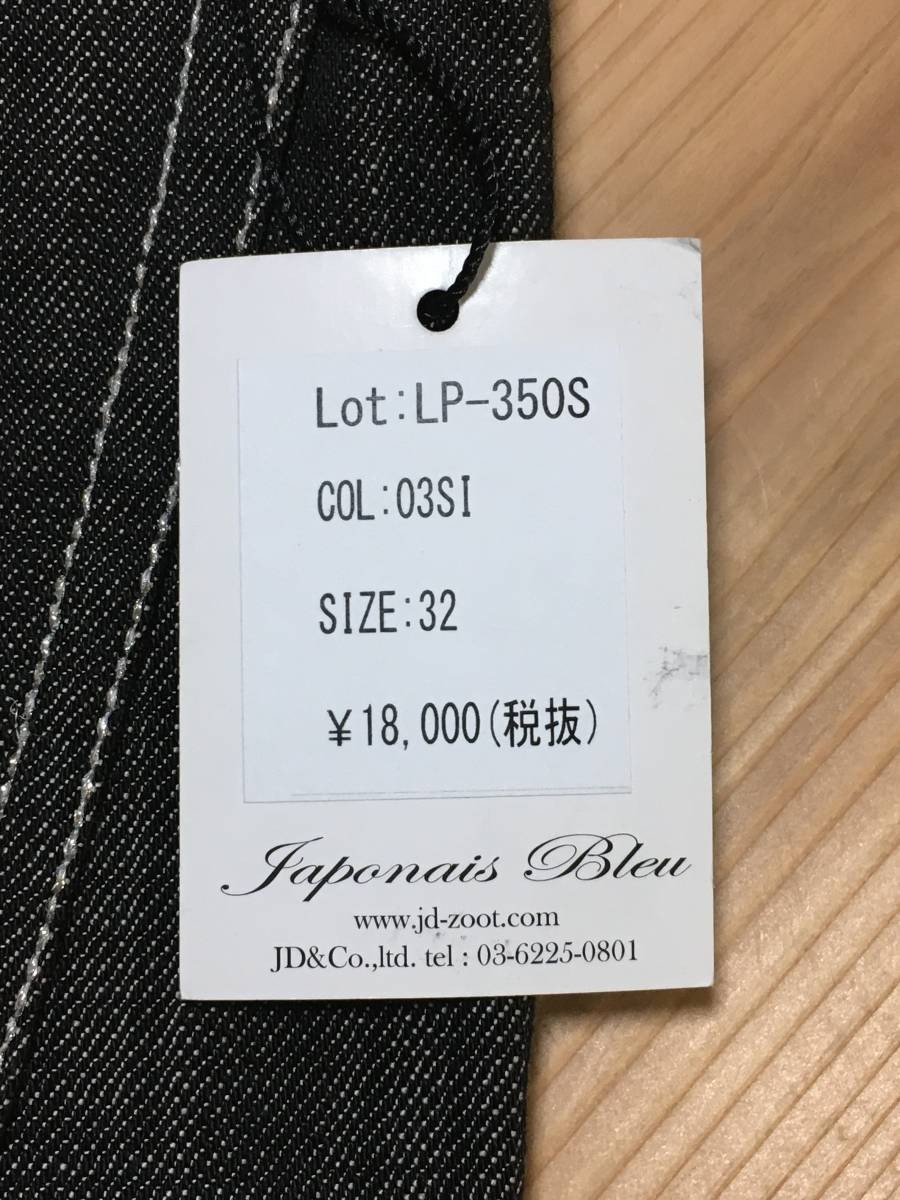 Lot:LP-350S
COL:03SI
SIZE:32
¥18,000(税抜)
Japonais Bleu
www.jd-zoot.com
JD&Co.,ltd. tel : 03-6225-0801